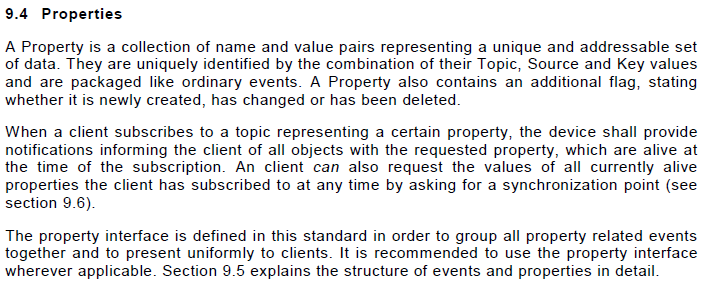 9.4 Properties
A Property is a collection of name and value pairs representing a unique and addressable set
of data. They are uniquely identified by the combination of their Topic, Source and Key values
and are packaged like ordinary events. A Property also contains an additional flag, stating
whether it is newly created, has changed or has been deleted.
When a client subscribes to a topic representing a certain property, the device shall provide
notifications informing the client of all objects with the requested property, which are alive at
the time of the subscription. An client can also request the values of all currently alive
properties the client has subscribed to at any time by asking for a synchronization point (see
section 9.6).
The property interface is defined in this standard in order to group all property related events
together and to present uniformly to clients. It is recommended to use the property interface
wherever applicable. Section 9.5 explains the structure of events and properties in detail.